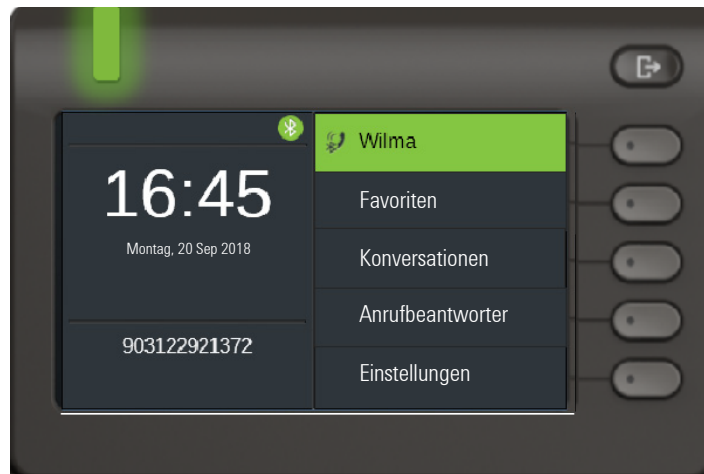 16:45
Montag, 20 Sep 2018
903122921372
Wilma
Favoriten
Konversationen
Anrufbeantworter
Einstellungen